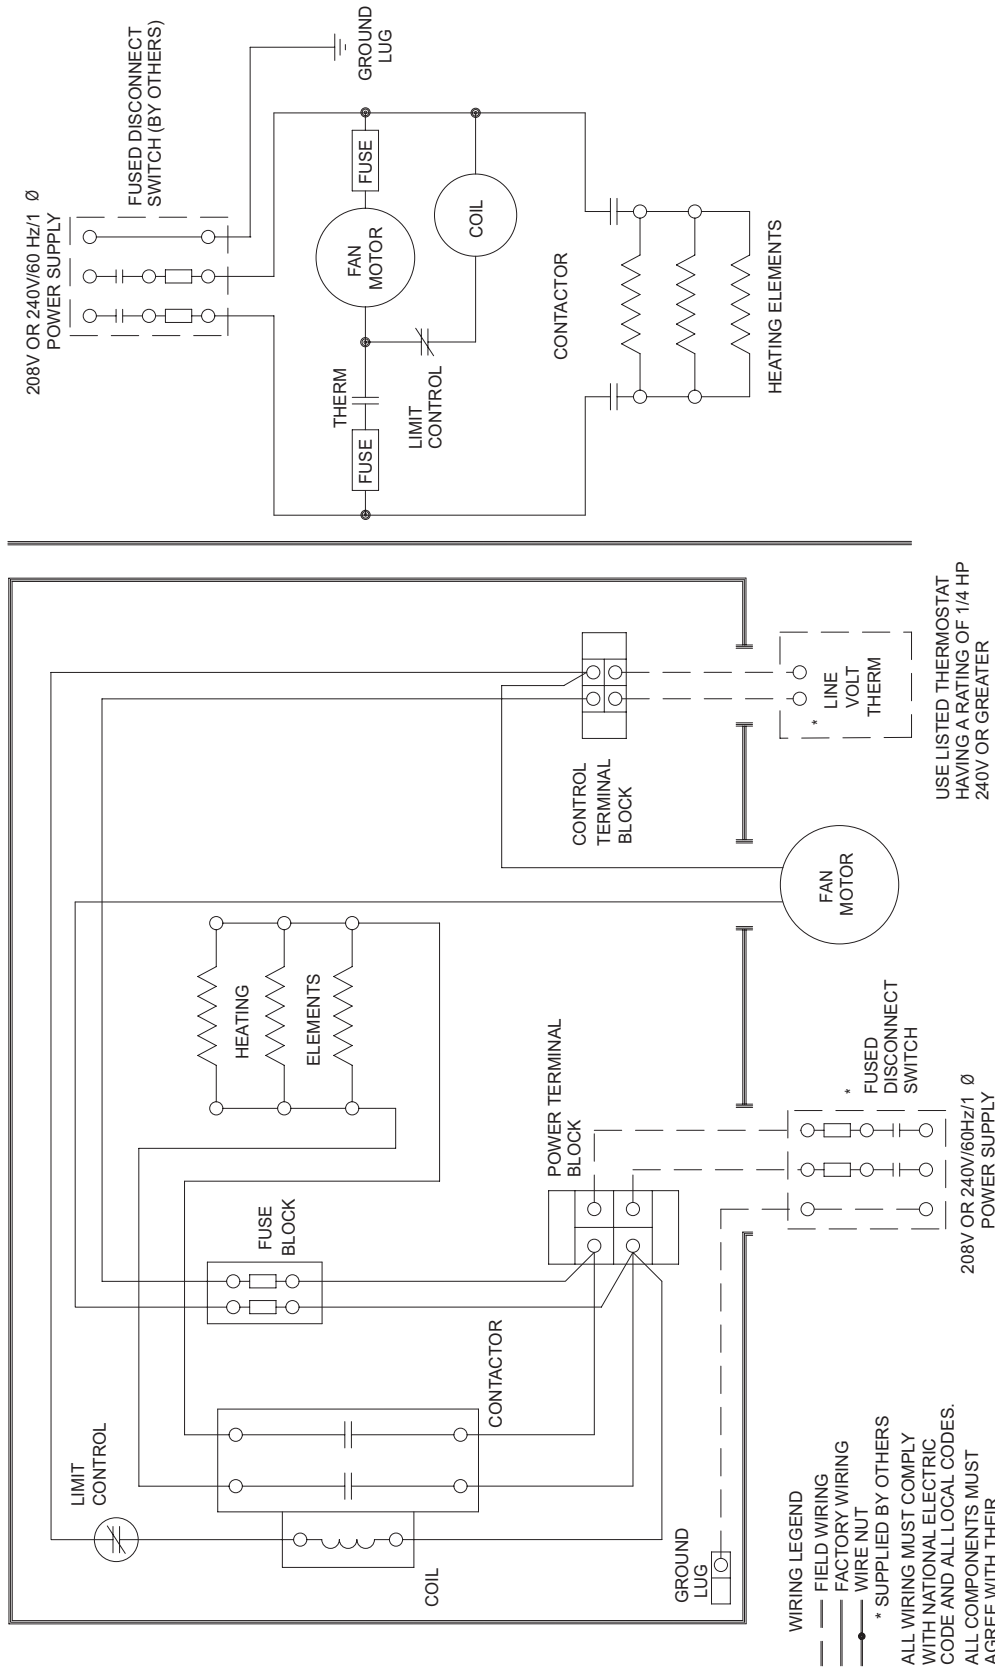 208V OR 240V/60 Hz/1 Ø
POWER SUPPLY
FUSED DISCONNECT
SWITCH (BY OTHERS)
GROUND
LUG
FUSE
FAN
MOTOR
COIL
THERM
FUSE
LIMIT
CONTROL
CONTACTOR
HEATING ELEMENTS
LIMIT
CONTROL
COIL
CONTACTOR
FUSE
BLOCK
HEATING
ELEMENTS
POWER TERMINAL
BLOCK
CONTROL
TERMINAL
BLOCK
GROUND
LUG
* LINE
VOLT
THERM
USE LISTED THERMOSTAT
HAVING A RATING OF 1/4 HP
240V OR GREATER
FAN
MOTOR
* FUSED
DISCONNECT
SWITCH
208V OR 240V/60Hz/1 Ø
POWER SUPPLY
WIRING LEGEND
FIELD WIRING
FACTORY WIRING
WIRE NUT
* SUPPLIED BY OTHERS
ALL WIRING MUST COMPLY
WITH NATIONAL ELECTRIC
CODE AND ALL LOCAL CODES.
ALL COMPONENTS MUST
AGREE WITH THEIR